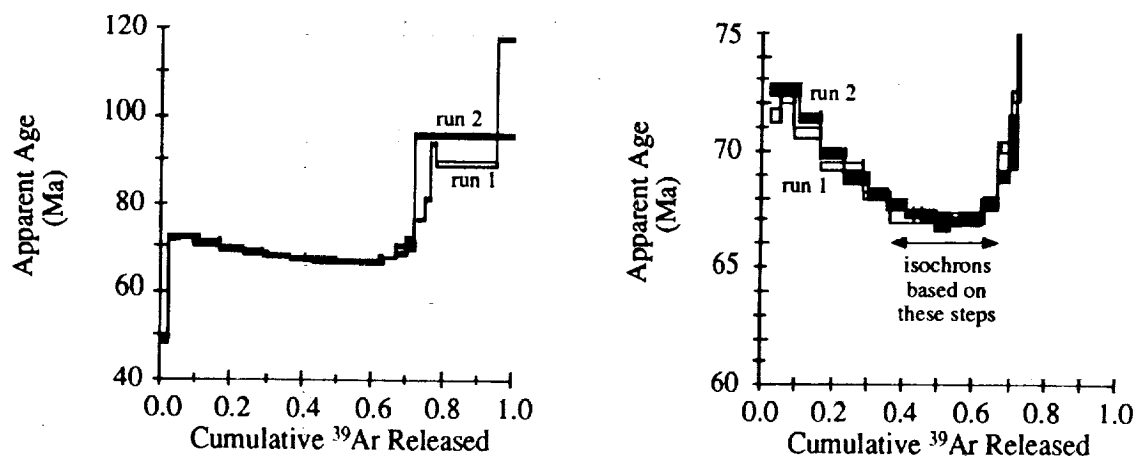 120
100
80
60
40
Apparent Age
(Ma)
run 2
run 1
0.0 0.2 0.4 0.6 0.8 1.0
Cumulative ³⁹Ar Released
75
70
65
60
Apparent Age
(Ma)
run 2
run 1
isochrons
based on
these steps
0.0 0.2 0.4 0.6 0.8 1.0
Cumulative ³⁹Ar Released